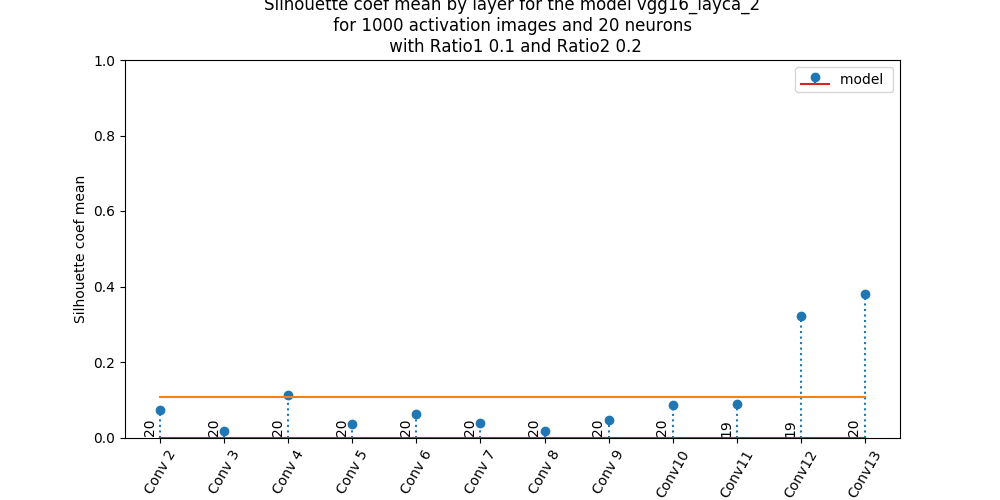 Silhouette coef mean by layer for the model vgg16_layca_2
for 1000 activation images and 20 neurons
with Ratio1 0.1 and Ratio2 0.2
model
Silhouette coef mean
1.0
0.8
0.6
0.4
0.2
0.0
20
20
20
20
20
20
20
20
20
19
19
20
Conv 2
Conv 3
Conv 4
Conv 5
Conv 6
Conv 7
Conv 8
Conv 9
Conv10
Conv11
Conv12
Conv13